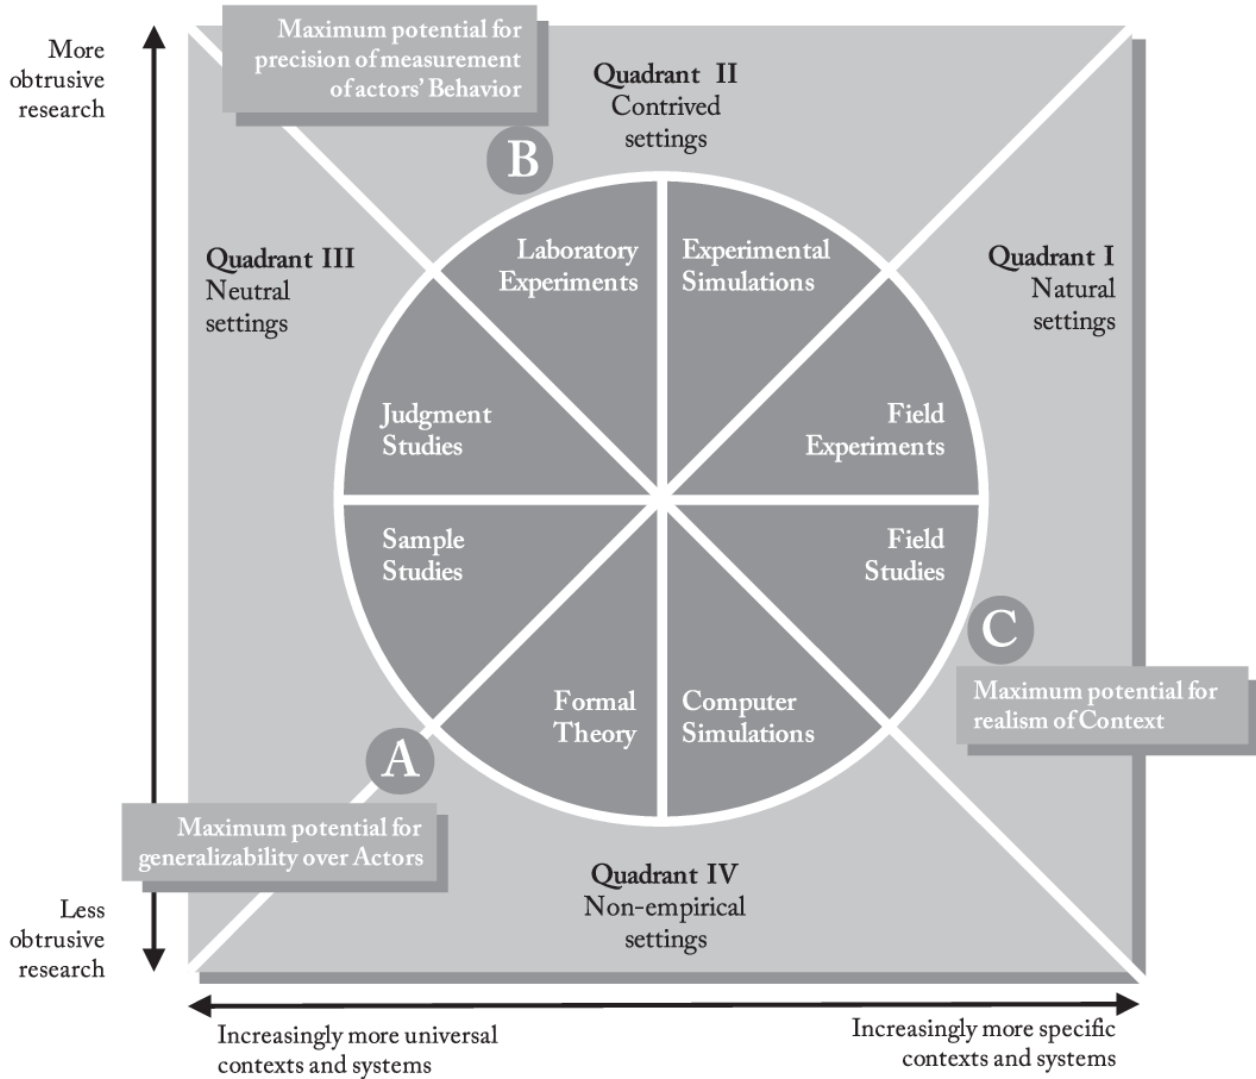 More
obtrusive
research
Maximum potential for
precision of measurement
of actors' Behavior
B
Quadrant II
Contrived
settings
Quadrant III
Neutral
settings
Quadrant I
Natural
settings
Laboratory
Experiments
Experimental
Simulations
Judgment
Studies
Field
Experiments
Sample
Studies
Field
Studies
C
Maximum potential for
realism of Context
Formal
Theory
Computer
Simulations
A
Maximum potential for
generalizability over Actors
Quadrant IV
Non-empirical
settings
Less
obtrusive
research
Increasingly more universal
contexts and systems
Increasingly more specific
contexts and systems